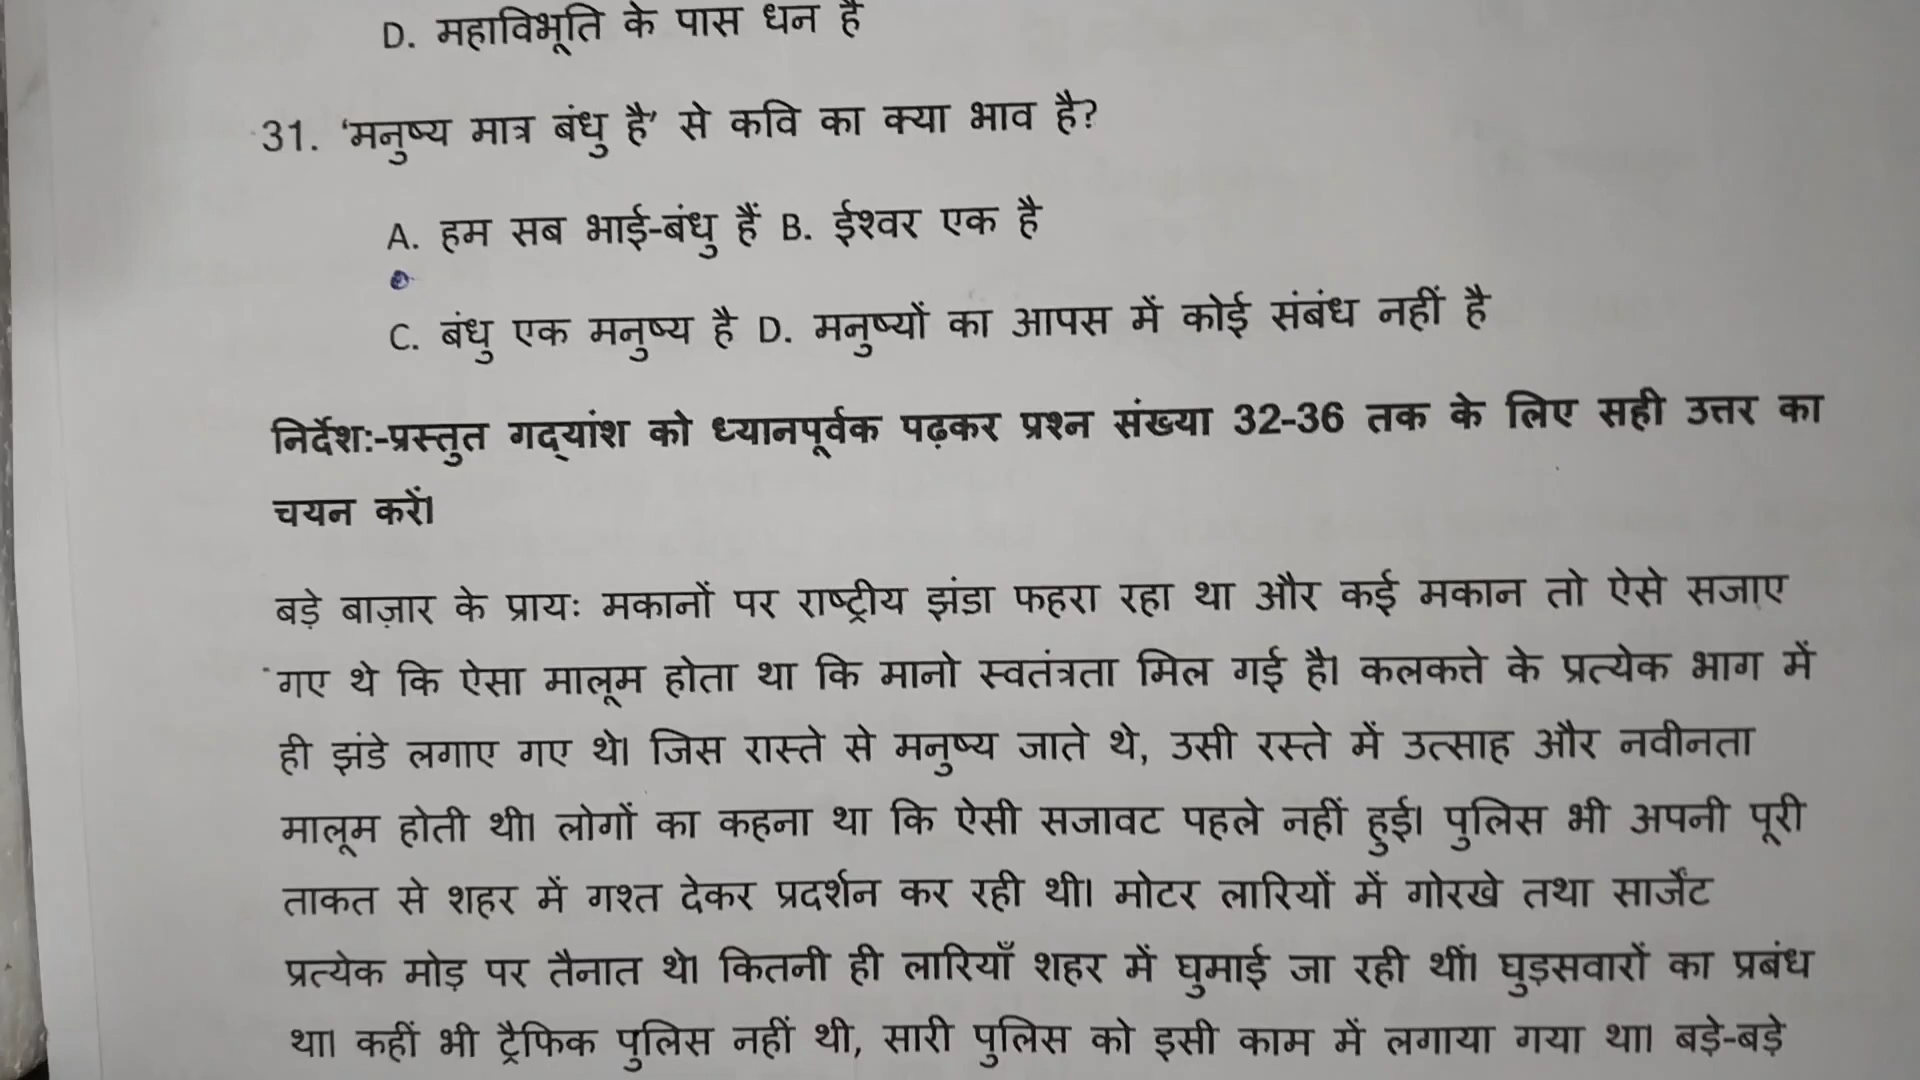 D. महाविभूति के पास धन है
31. 'मनुष्य मात्र बंधु है' से कवि का क्या भाव है?
A. हम सब भाई-बंधु हैं B. ईश्वर एक है
C. बंधु एक मनुष्य है D. मनुष्यों का आपस में कोई संबंध नहीं है
निर्देश:-प्रस्तुत गद्यांश को ध्यानपूर्वक पढ़कर प्रश्न संख्या 32-36 तक के लिए सही उत्तर का
चयन करें।
बड़े बाज़ार के प्रायः मकानों पर राष्ट्रीय झंडा फहरा रहा था और कई मकान तो ऐसे सजाए
गए थे कि ऐसा मालूम होता था कि मानो स्वतंत्रता मिल गई है। कलकत्ते के प्रत्येक भाग में
ही झंडे लगाए गए थे। जिस रास्ते से मनुष्य जाते थे, उसी रस्ते में उत्साह और नवीनता
मालूम होती थी। लोगों का कहना था कि ऐसी सजावट पहले नहीं हुई। पुलिस भी अपनी पूरी
ताकत से शहर में गश्त देकर प्रदर्शन कर रही थी। मोटर लारियों में गोरखे तथा सार्जेंट
प्रत्येक मोड़ पर तैनात थे। कितनी ही लारियाँ शहर में घुमाई जा रही थीं। घुड़सवारों का प्रबंध
था। कहीं भी ट्रैफिक पुलिस नहीं थी, सारी पुलिस को इसी काम में लगाया गया था। बड़े-बड़े